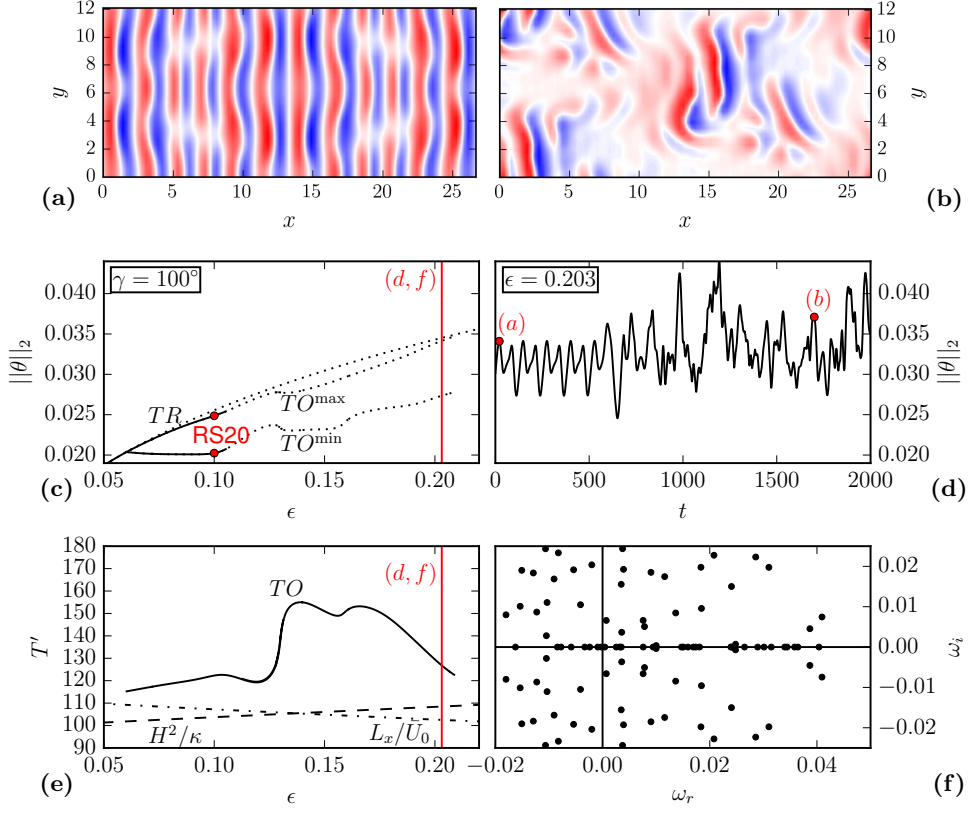 12
10
8
6
4
2
0
y
0 5 10 15 20 25
x
(a)
12
10
8
6
4
2
0
y
0 5 10 15 20 25
x
(b)
γ = 100°
(d, f)
0.040
0.035
0.030
0.025
0.020
||θ||₂
TR
RS20
TO^max
TO^min
0.05 0.10 0.15 0.20
ϵ
(c)
ϵ = 0.203
(a)
(b)
0.040
0.035
0.030
0.025
0.020
||θ||₂
0 500 1000 1500 2000
t
(d)
180
170
160
150
140
130
120
110
100
90
T′
(d, f)
TO
H²/κ
L_x/U̅₀
0.05 0.10 0.15 0.20
ϵ
(e)
0.02
0.01
0.00
−0.01
−0.02
ω_i
−0.02 0.00 0.02 0.04
ω_r
(f)